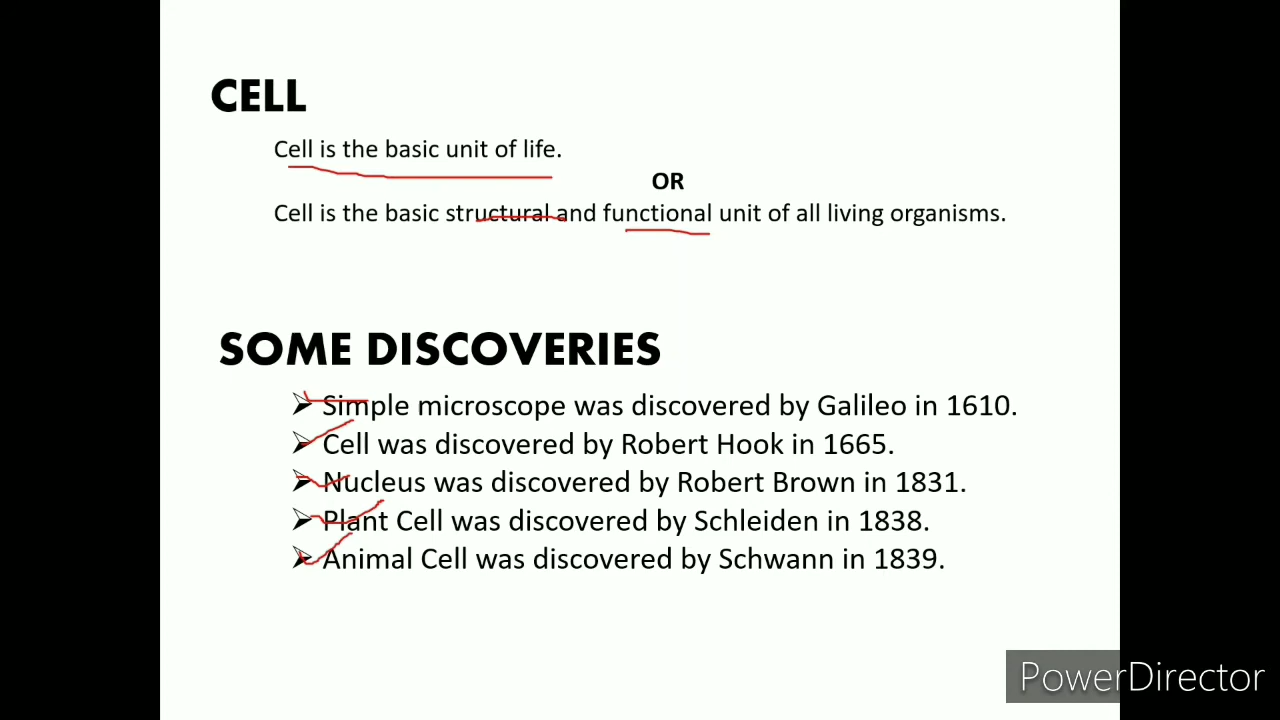 CELL
Cell is the basic unit of life.
OR
Cell is the basic structural and functional unit of all living organisms.
SOME DISCOVERIES
➢ Simple microscope was discovered by Galileo in 1610.
➢ Cell was discovered by Robert Hook in 1665.
➢ Nucleus was discovered by Robert Brown in 1831.
➢ Plant Cell was discovered by Schleiden in 1838.
➢ Animal Cell was discovered by Schwann in 1839.
PowerDirector